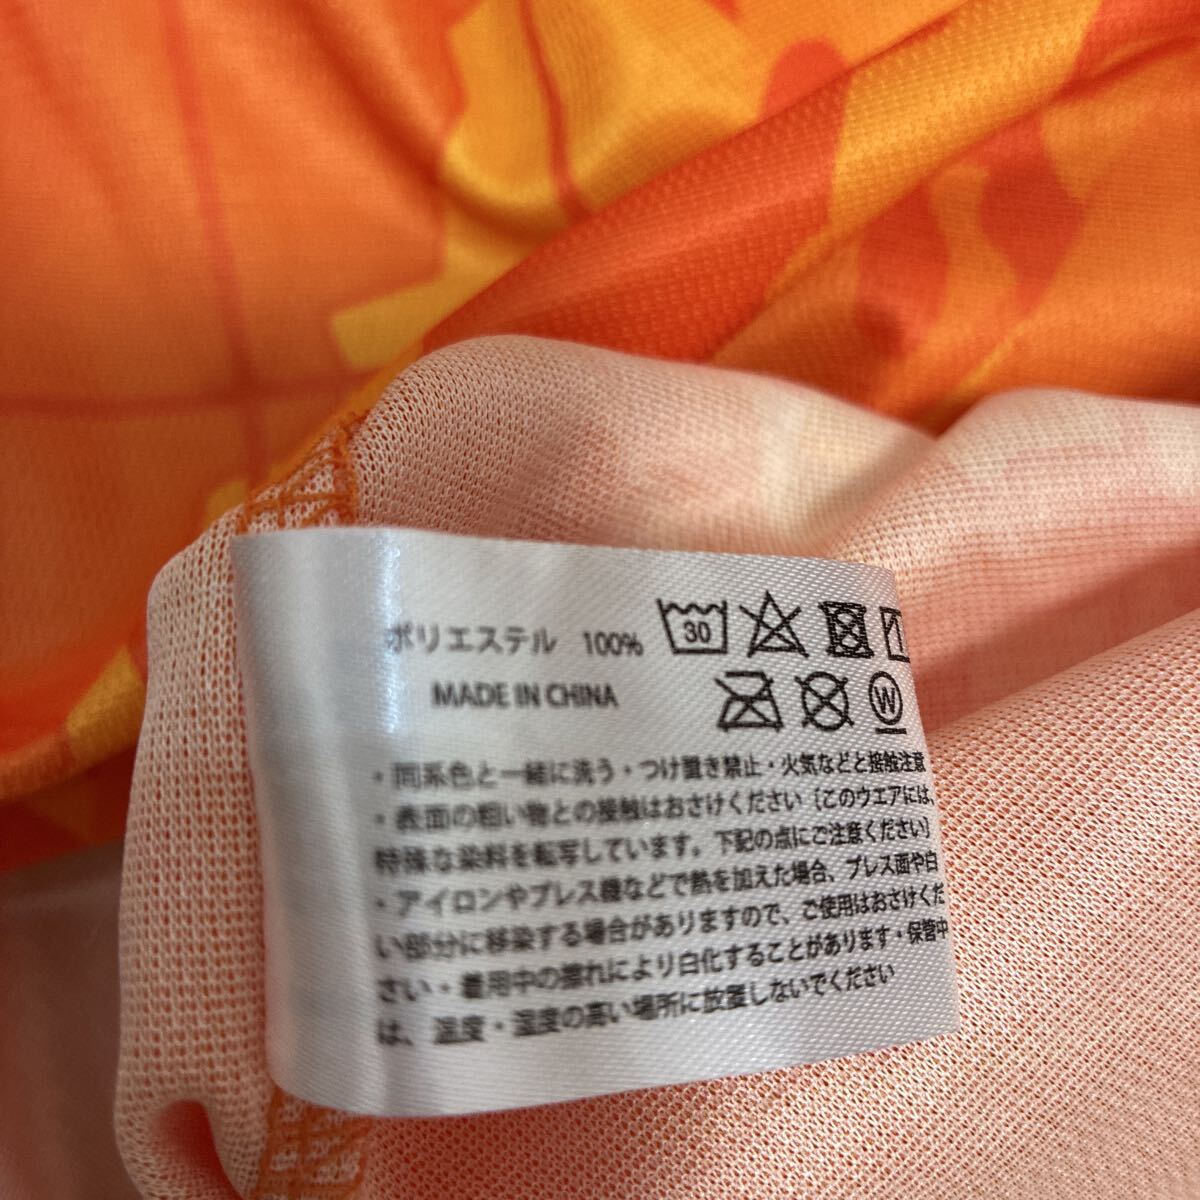 ポリエステル 100%
30
MADE IN CHINA
W
・同系色と一緒に洗う・つけ置き禁止・火気などと接触注意
・表面の粗い物との接触はおさけください〔このウエアには、
特殊な染料を転写しています。下記の点にご注意ください〕
・アイロンやプレス機などで熱を加えた場合、プレス面や白
い部分に移染する場合がありますので、ご使用はおさけくだ
さい・着用中の擦れにより白化することがあります・保管中
は、温度・湿度の高い場所に放置しないでください